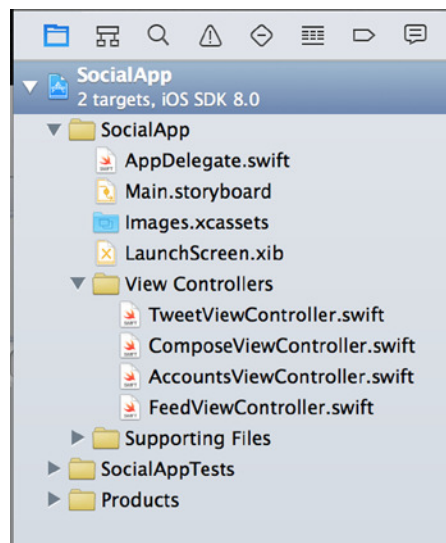 SocialApp
2 targets, iOS SDK 8.0
SocialApp
AppDelegate.swift
Main.storyboard
Images.xcassets
LaunchScreen.xib
View Controllers
TweetViewController.swift
ComposeViewController.swift
AccountsViewController.swift
FeedViewController.swift
Supporting Files
SocialAppTests
Products